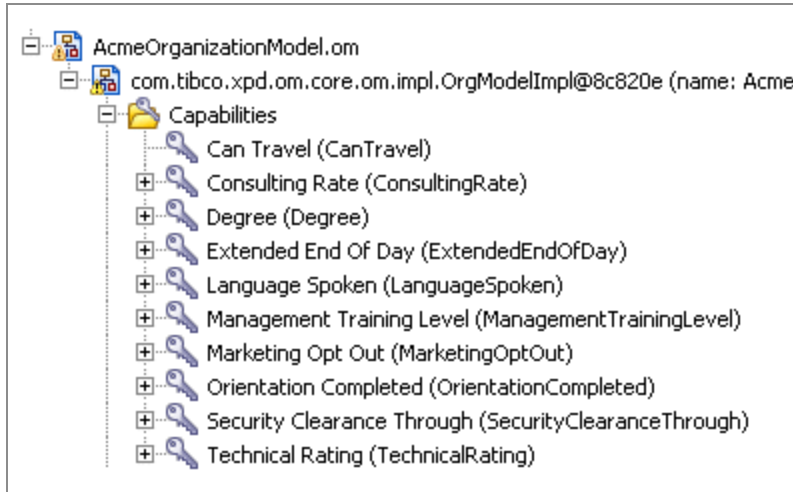 AcmeOrganizationModel.om
com.tibco.xpd.om.core.om.impl.OrgModelImpl@8c820e (name: Acme
Capabilities
Can Travel (CanTravel)
Consulting Rate (ConsultingRate)
Degree (Degree)
Extended End Of Day (ExtendedEndOfDay)
Language Spoken (LanguageSpoken)
Management Training Level (ManagementTrainingLevel)
Marketing Opt Out (MarketingOptOut)
Orientation Completed (OrientationCompleted)
Security Clearance Through (SecurityClearanceThrough)
Technical Rating (TechnicalRating)